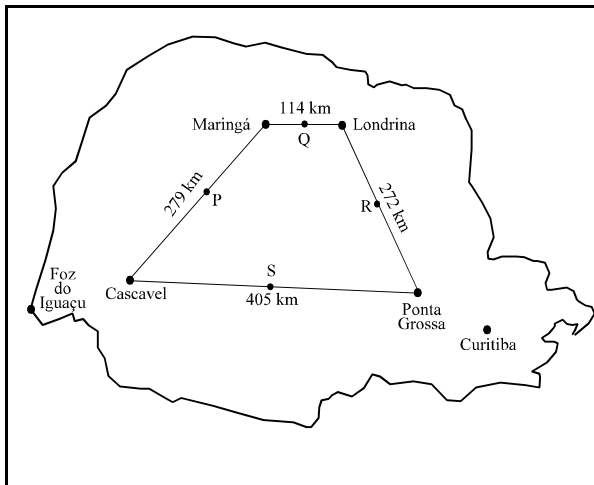 114 km
Maringá
Londrina
Q
279 km
P
R
272 km
S
405 km
Foz
do
Iguaçu
Cascavel
Ponta
Grossa
Curitiba